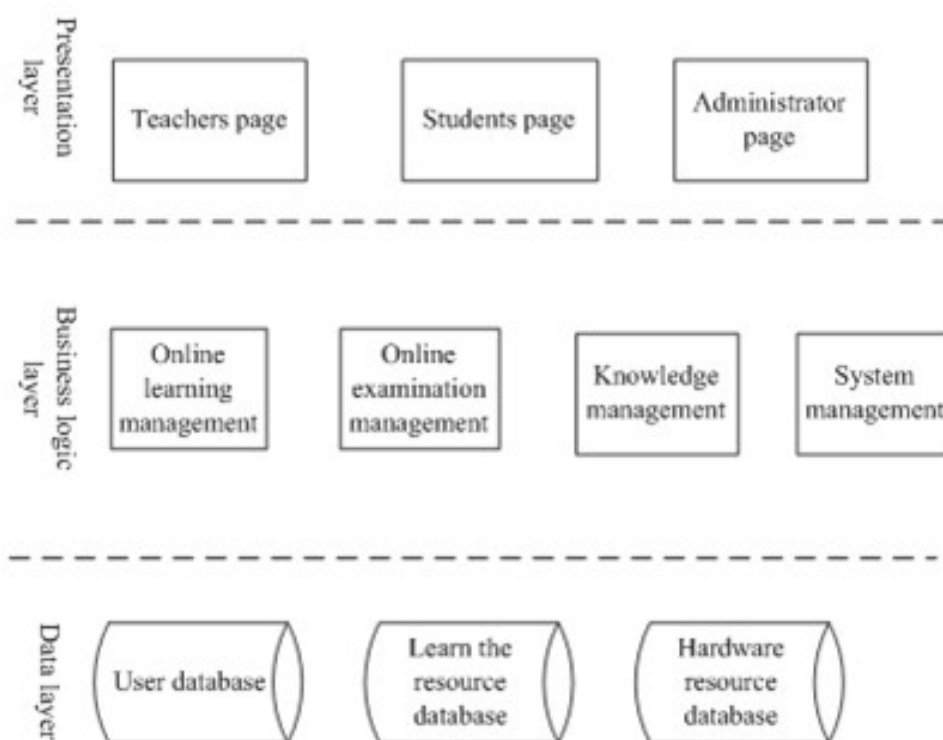 Presentation
layer
Teachers page
Students page
Administrator
page
Business logic
layer
Online
learning
management
Online
examination
management
Knowledge
management
System
management
Data layer
User database
Learn the
resource
database
Hardware
resource
database